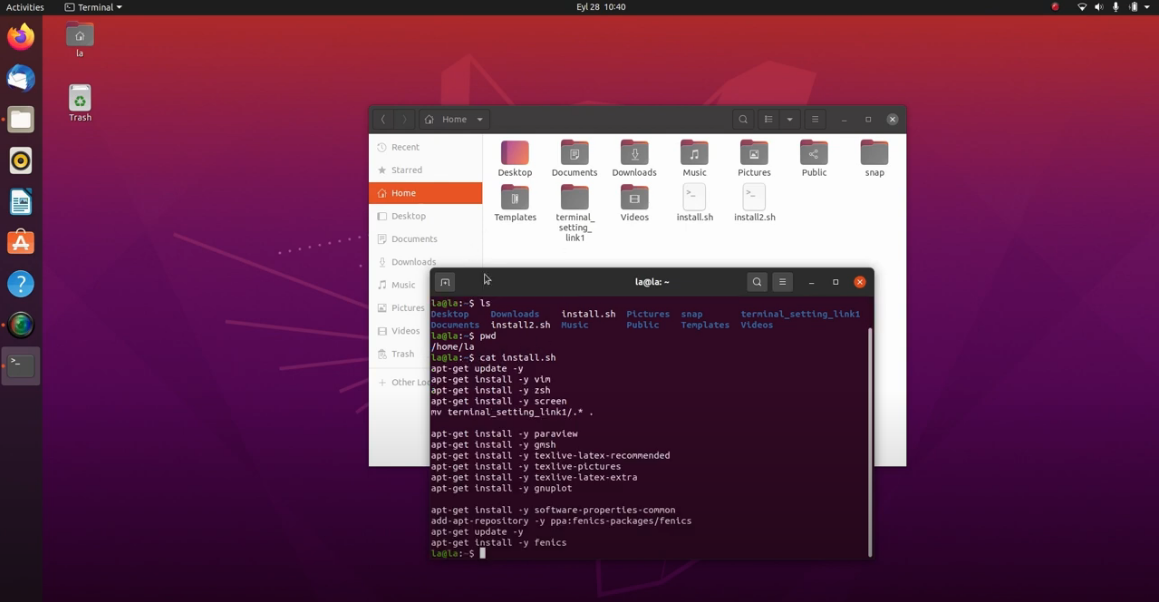 Activities
Terminal
Eyl 28 10:40
la
Trash
Home
Recent
Starred
Home
Desktop
Documents
Downloads
Music
Pictures
Videos
Trash
Other Loc
Desktop
Documents
Downloads
Music
Pictures
Public
snap
Templates
terminal_
setting_
link1
Videos
install.sh
install2.sh
la@la: ~
la@la:~$ ls
Desktop Downloads install.sh Pictures snap terminal_setting_link1
Documents install2.sh Music Public Templates Videos
la@la:~$ pwd
/home/la
la@la:~$ cat install.sh
apt-get update -y
apt-get install -y vim
apt-get install -y zsh
apt-get install -y screen
mv terminal_setting_link1/.* .
apt-get install -y paraview
apt-get install -y gmsh
apt-get install -y texlive-latex-recommended
apt-get install -y texlive-pictures
apt-get install -y texlive-latex-extra
apt-get install -y gnuplot
apt-get install -y software-properties-common
add-apt-repository -y ppa:fenics-packages/fenics
apt-get update -y
apt-get install -y fenics
la@la:~$